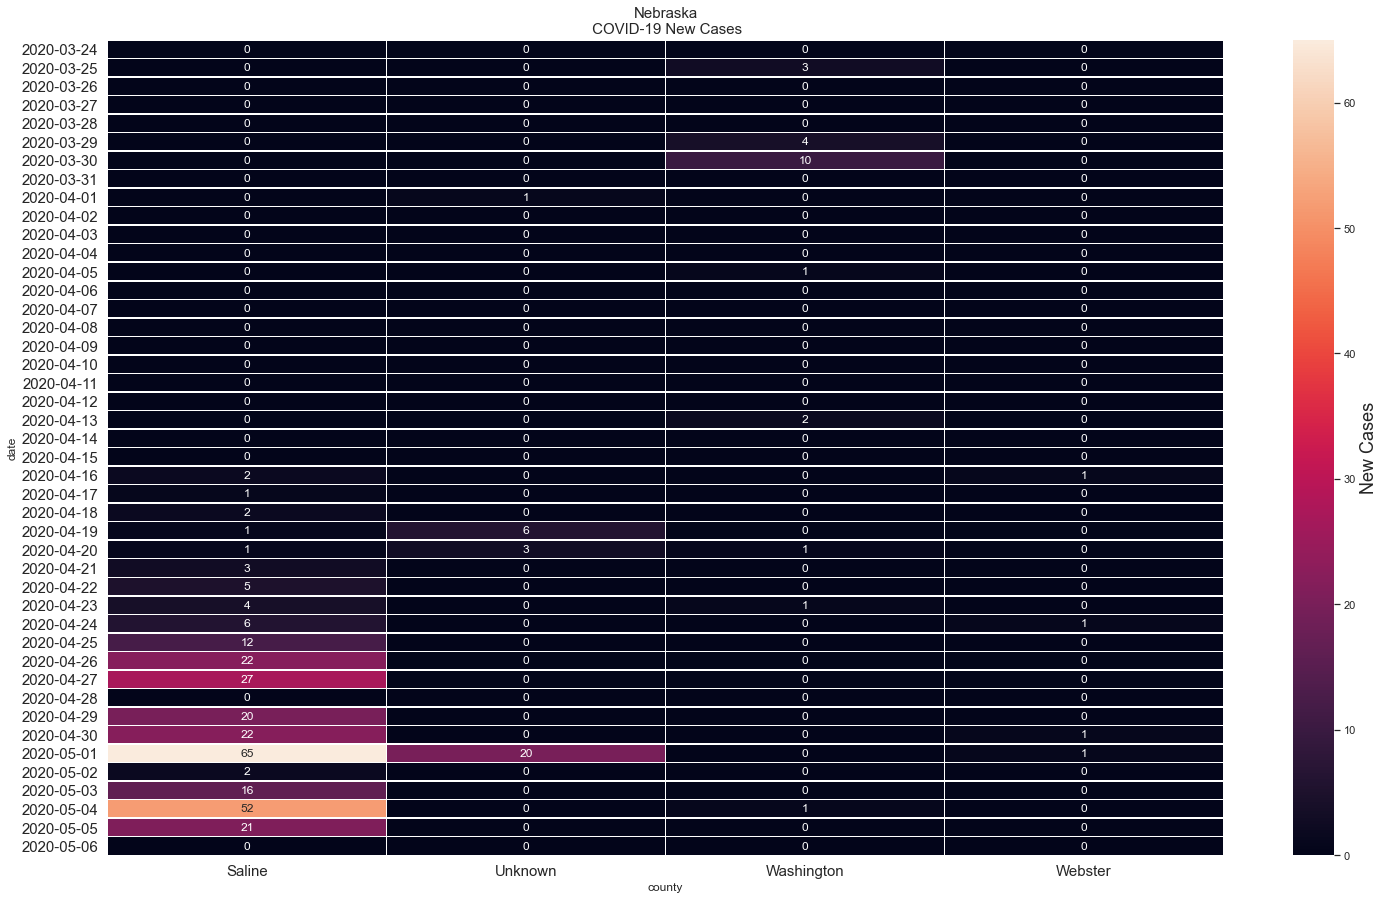 Nebraska
COVID-19 New Cases
2020-03-24 0 0 0 0
2020-03-25 0 0 3 0
2020-03-26 0 0 0 0
2020-03-27 0 0 0 0
2020-03-28 0 0 0 0
2020-03-29 0 0 4 0
2020-03-30 0 0 10 0
2020-03-31 0 0 0 0
2020-04-01 0 1 0 0
2020-04-02 0 0 0 0
2020-04-03 0 0 0 0
2020-04-04 0 0 0 0
2020-04-05 0 0 1 0
2020-04-06 0 0 0 0
2020-04-07 0 0 0 0
2020-04-08 0 0 0 0
2020-04-09 0 0 0 0
2020-04-10 0 0 0 0
2020-04-11 0 0 0 0
2020-04-12 0 0 0 0
2020-04-13 0 0 2 0
2020-04-14 0 0 0 0
2020-04-15 0 0 0 0
2020-04-16 2 0 0 1
2020-04-17 1 0 0 0
2020-04-18 2 0 0 0
2020-04-19 1 6 0 0
2020-04-20 1 3 1 0
2020-04-21 3 0 0 0
2020-04-22 5 0 0 0
2020-04-23 4 0 1 0
2020-04-24 6 0 0 1
2020-04-25 12 0 0 0
2020-04-26 22 0 0 0
2020-04-27 27 0 0 0
2020-04-28 0 0 0 0
2020-04-29 20 0 0 0
2020-04-30 22 0 0 1
2020-05-01 65 20 0 1
2020-05-02 2 0 0 0
2020-05-03 16 0 0 0
2020-05-04 52 0 1 0
2020-05-05 21 0 0 0
2020-05-06 0 0 0 0
date
Saline Unknown Washington Webster
county
60
50
40
30
20
10
0
New Cases